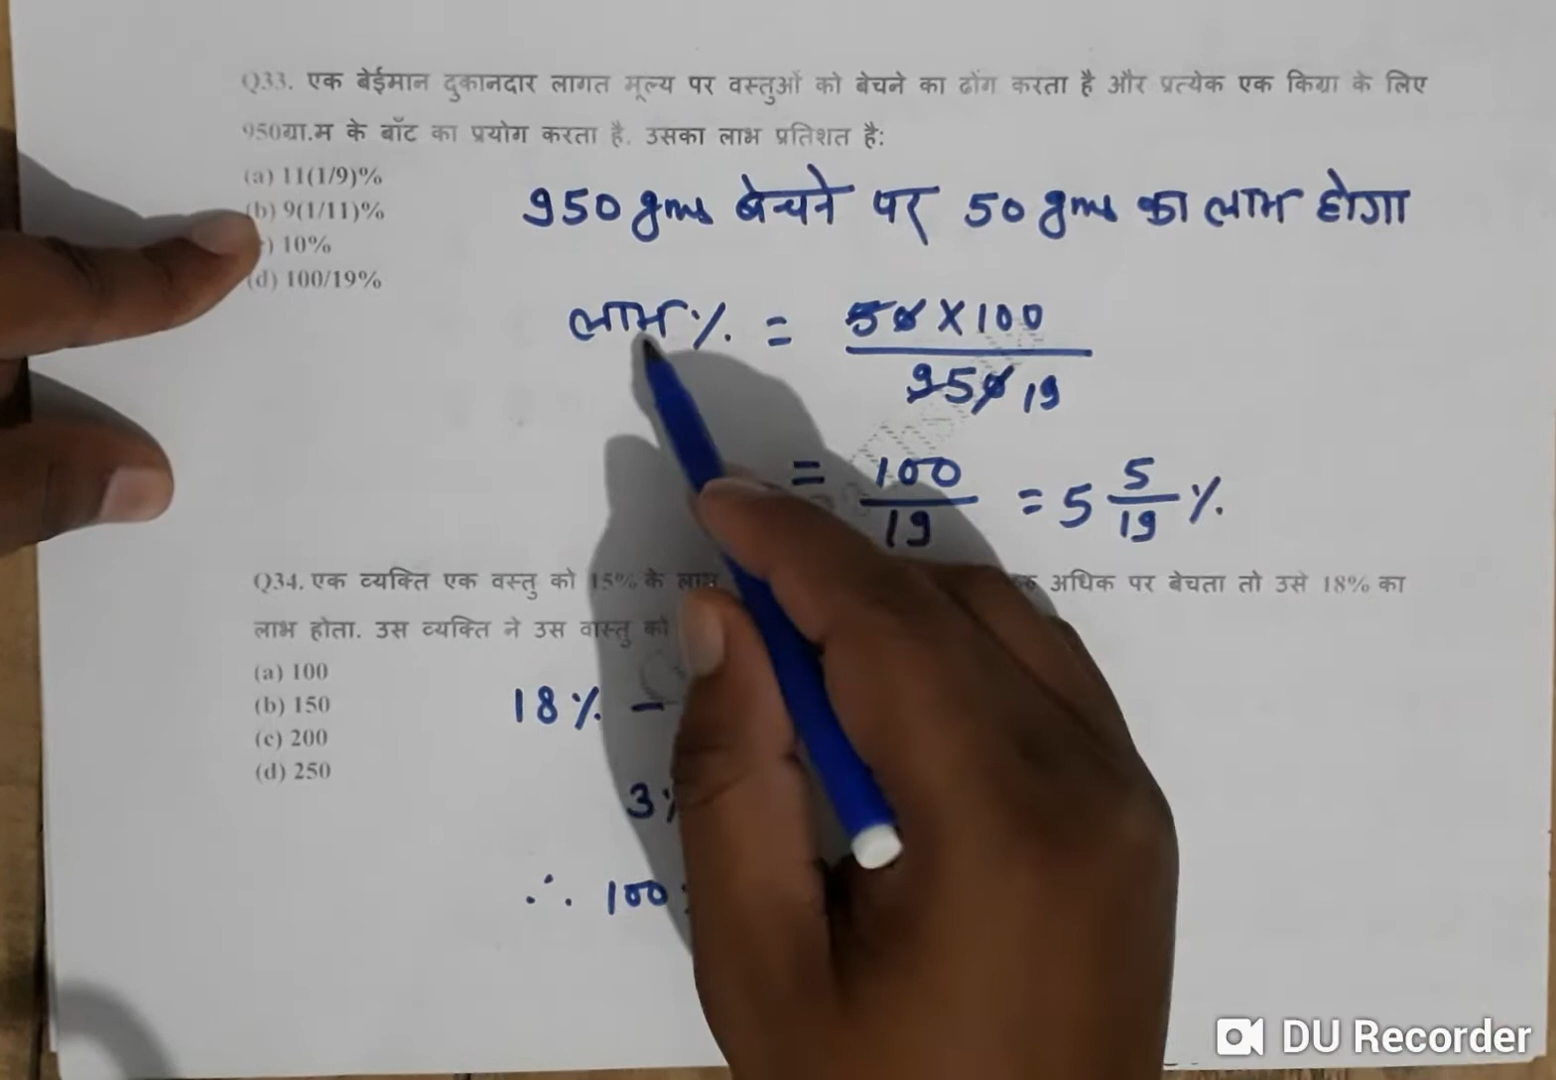 Q33. एक बेईमान दुकानदार लागत मूल्य पर वस्तुओं को बेचने का ढोंग करता है और प्रत्येक एक किग्रा के लिए
950ग्रा.म के बाँट का प्रयोग करता है. उसका लाभ प्रतिशत है:
(a) 11(1/9)%
(b) 9(1/11)%
) 10%
(d) 100/19%
950 gms बेचने पर 50 gms का लाभ होगा
लाभ % = 50 X 100
950 19
= 100/19 = 5 5/19 %
Q34. एक व्यक्ति एक वस्तु को 15% के लाभ अधिक पर बेचता तो उसे 18% का
लाभ होता. उस व्यक्ति ने उस वास्तु को
(a) 100
(b) 150
(c) 200
(d) 250
18% –
3%
∴ 100
DU Recorder